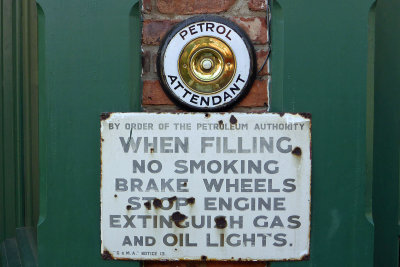 PETROL
ATTENDANT
BY ORDER OF THE PETROLEUM AUTHORITY
WHEN FILLING
NO SMOKING
BRAKE WHEELS
STOP ENGINE
EXTINGUISH GAS
AND OIL LIGHTS.
NOTICE